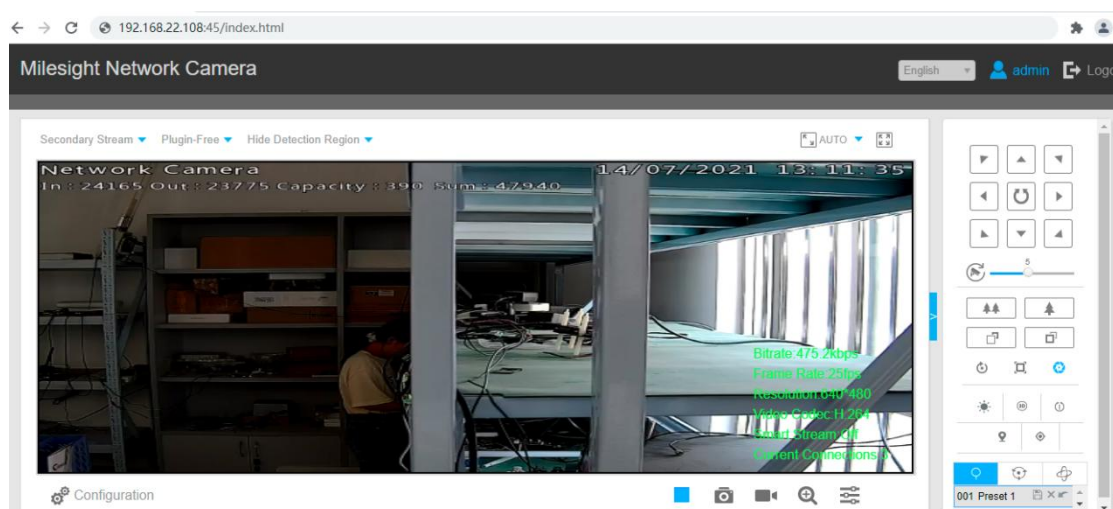 192.168.22.108:45/index.html
Milesight Network Camera
English
admin
Logo
Secondary Stream
Plugin-Free
Hide Detection Region
AUTO
Network Camera
14/07/2021 13:11:35
In:24165 Out:23775 Capacity:390 Sum:47940
5
Bitrate:475.2kbps
Frame Rate:25fps
Resolution:640*480
Video Codec:H.264
Smart Stream:Off
Current Connections:3
Configuration
001 Preset 1